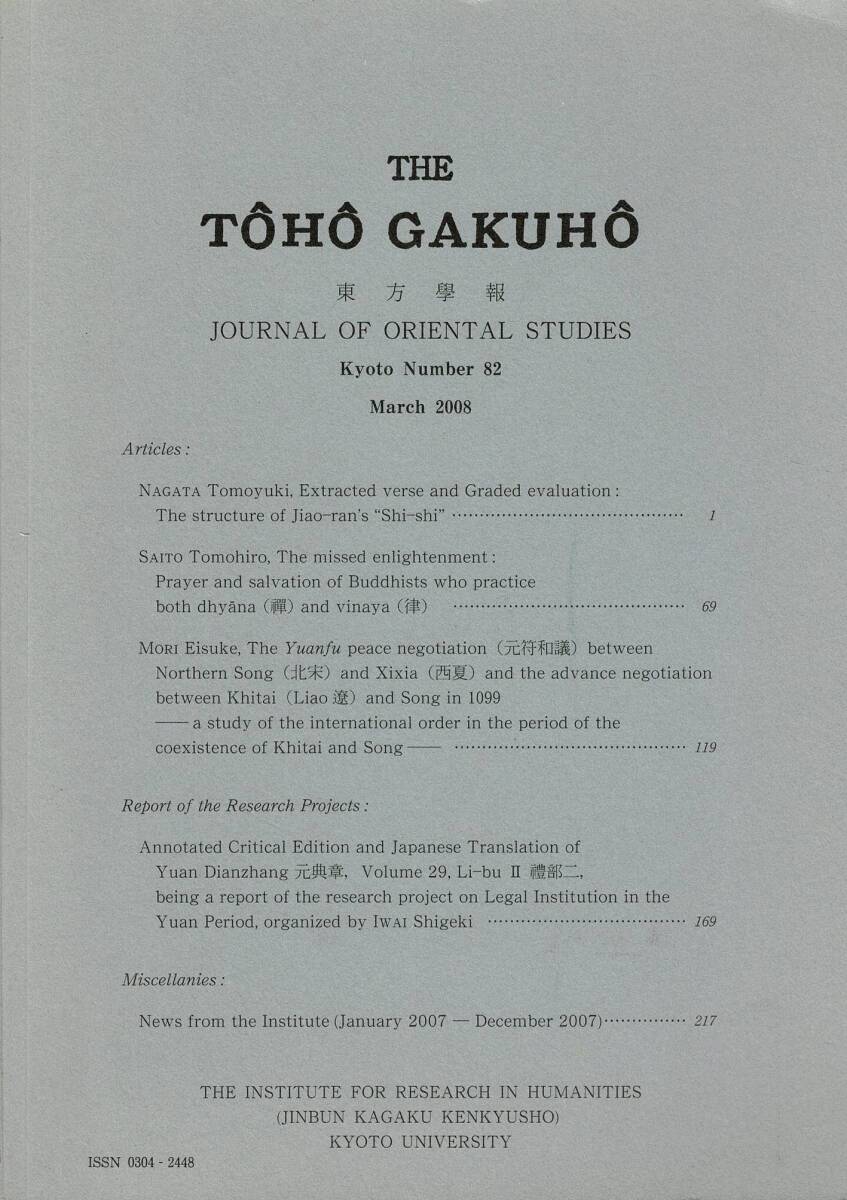 THE
TÔHÔ GAKUHÔ
東方學報
JOURNAL OF ORIENTAL STUDIES
Kyoto Number 82
March 2008
Articles:
NAGATA Tomoyuki, Extracted verse and Graded evaluation:
The structure of Jiao-ran's “Shi-shi” ………………………………… 1
SAITO Tomohiro, The missed enlightenment:
Prayer and salvation of Buddhists who practice
both dhyāna (禪) and vinaya (律) ………………………………… 69
MORI Eisuke, The Yuanfu peace negotiation (元符和議) between
Northern Song (北宋) and Xixia (西夏) and the advance negotiation
between Khitai (Liao 遼) and Song in 1099
—— a study of the international order in the period of the
coexistence of Khitai and Song —— ………………………………… 119
Report of the Research Projects:
Annotated Critical Edition and Japanese Translation of
Yuan Dianzhang 元典章, Volume 29, Li-bu Ⅱ 禮部二,
being a report of the research project on Legal Institution in the
Yuan Period, organized by IWAI Shigeki ……………………………… 169
Miscellanies:
News from the Institute (January 2007 — December 2007)…………… 217
THE INSTITUTE FOR RESEARCH IN HUMANITIES
(JINBUN KAGAKU KENKYUSHO)
KYOTO UNIVERSITY
ISSN 0304 - 2448